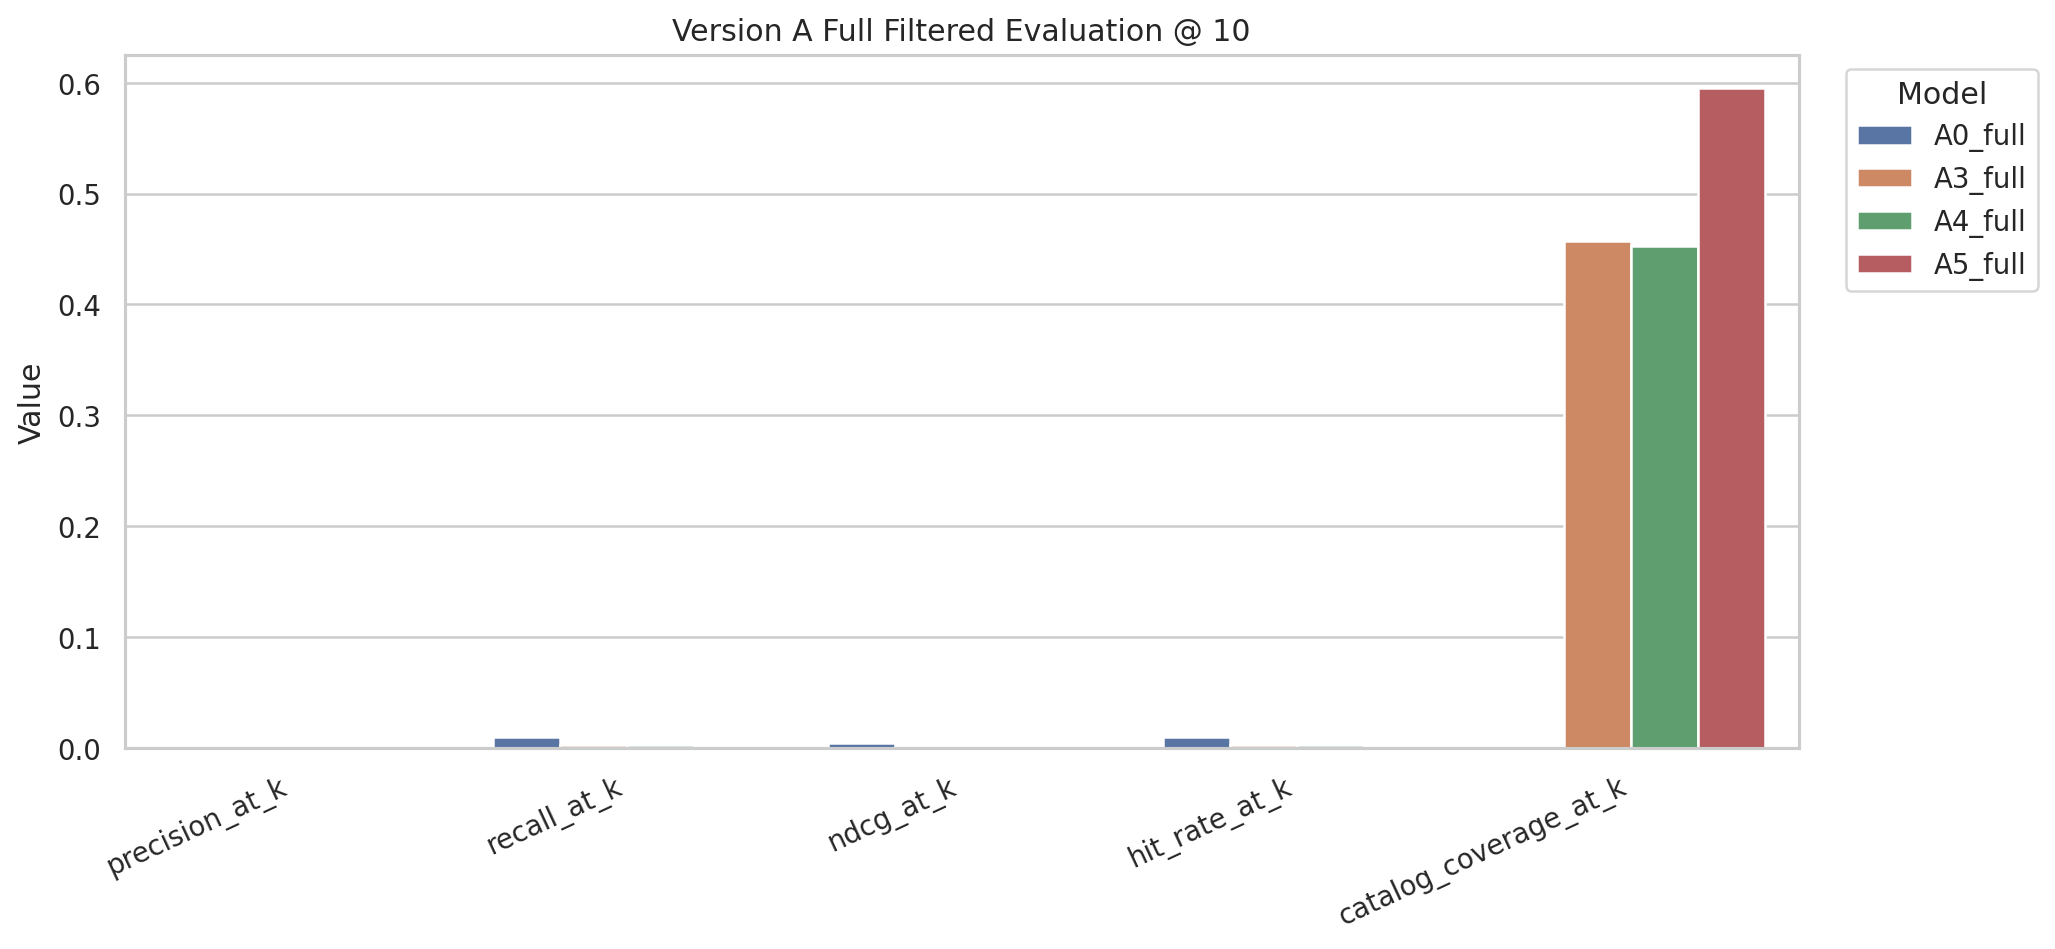 Version A Full Filtered Evaluation @ 10
Value
0.6
0.5
0.4
0.3
0.2
0.1
0.0
precision_at_k
recall_at_k
ndcg_at_k
hit_rate_at_k
catalog_coverage_at_k
Model
A0_full
A3_full
A4_full
A5_full